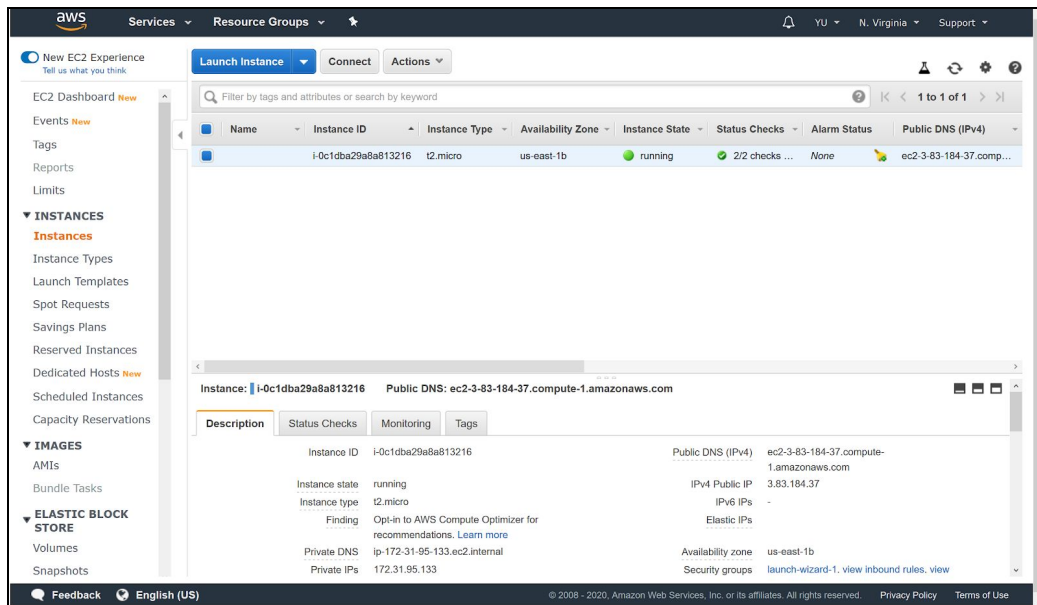 aws Services Resource Groups YU N. Virginia Support
New EC2 Experience
Tell us what you think
EC2 Dashboard New
Events New
Tags
Reports
Limits
INSTANCES
Instances
Instance Types
Launch Templates
Spot Requests
Savings Plans
Reserved Instances
Dedicated Hosts New
Scheduled Instances
Capacity Reservations
IMAGES
AMIs
Bundle Tasks
ELASTIC BLOCK
STORE
Volumes
Snapshots
Launch Instance Connect Actions
Filter by tags and attributes or search by keyword 1 to 1 of 1
Name Instance ID Instance Type Availability Zone Instance State Status Checks Alarm Status Public DNS (IPv4)
i-0c1dba29a8a813216 t2.micro us-east-1b running 2/2 checks ... None ec2-3-83-184-37.comp...
Instance: i-0c1dba29a8a813216 Public DNS: ec2-3-83-184-37.compute-1.amazonaws.com
Description Status Checks Monitoring Tags
Instance ID i-0c1dba29a8a813216
Instance state running
Instance type t2.micro
Finding Opt-in to AWS Compute Optimizer for
recommendations. Learn more
Private DNS ip-172-31-95-133.ec2.internal
Private IPs 172.31.95.133
Public DNS (IPv4) ec2-3-83-184-37.compute-
1.amazonaws.com
IPv4 Public IP 3.83.184.37
IPv6 IPs -
Elastic IPs
Availability zone us-east-1b
Security groups launch-wizard-1. view inbound rules. view
Feedback English (US) © 2008 - 2020, Amazon Web Services, Inc. or its affiliates. All rights reserved. Privacy Policy Terms of Use